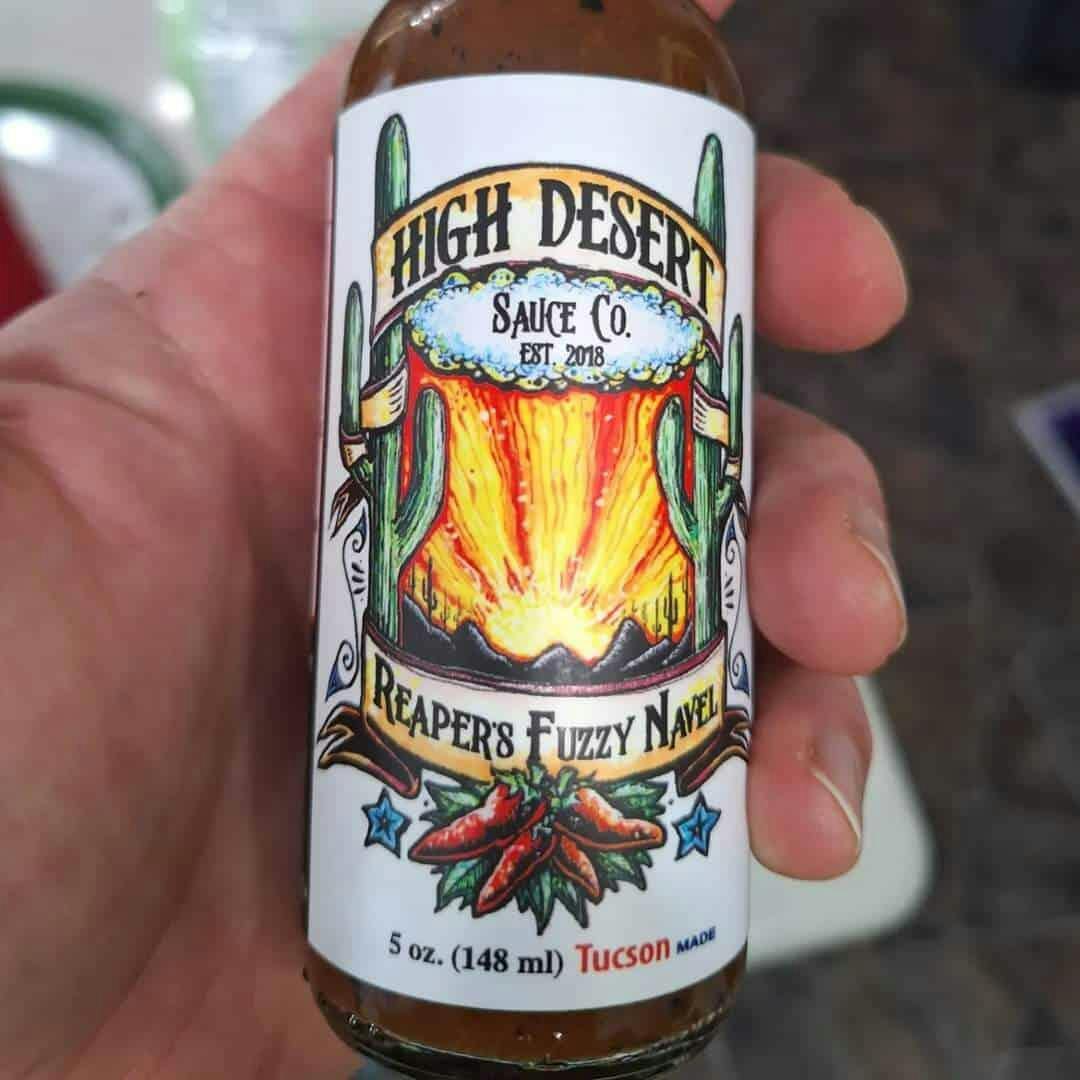 HIGH DESERT
SAUCE CO.
EST. 2018
REAPER'S FUZZY NAVEL
5 oz. (148 ml) Tucson MADE